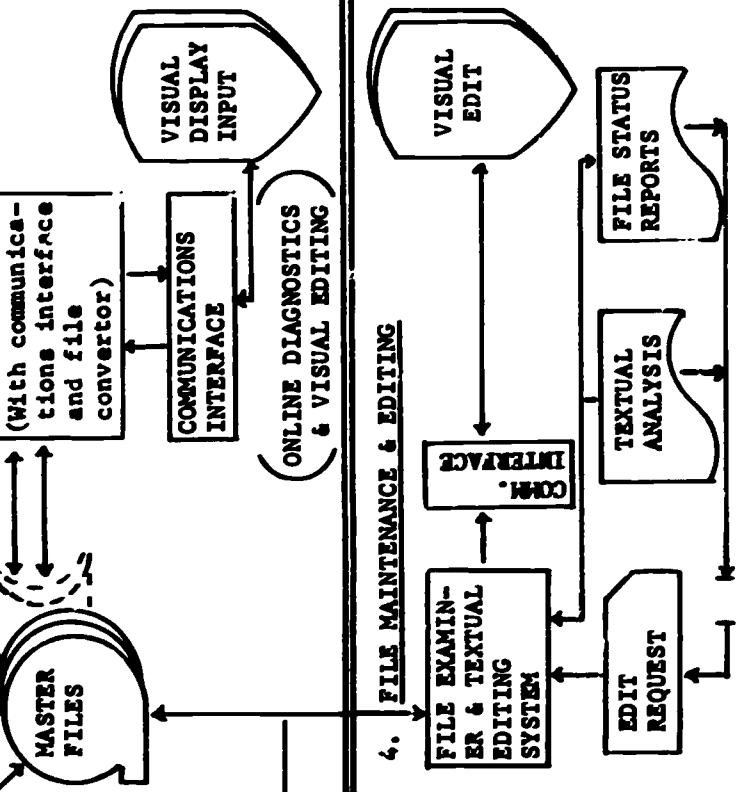 (With communica-
tions interface
and file
convertor)
VISUAL
DISPLAY
INPUT
COMMUNICATIONS
INTERFACE
ONLINE DIAGNOSTICS
& VISUAL EDITING
MASTER
FILES
4. FILE MAINTENANCE & EDITING
VISUAL
EDIT
COMM.
INTERFACE
FILE EXAMIN-
ER & TEXTUAL
EDITING
SYSTEM
TEXTUAL
ANALYSIS
FILE STATUS
REPORTS
EDIT
REQUEST